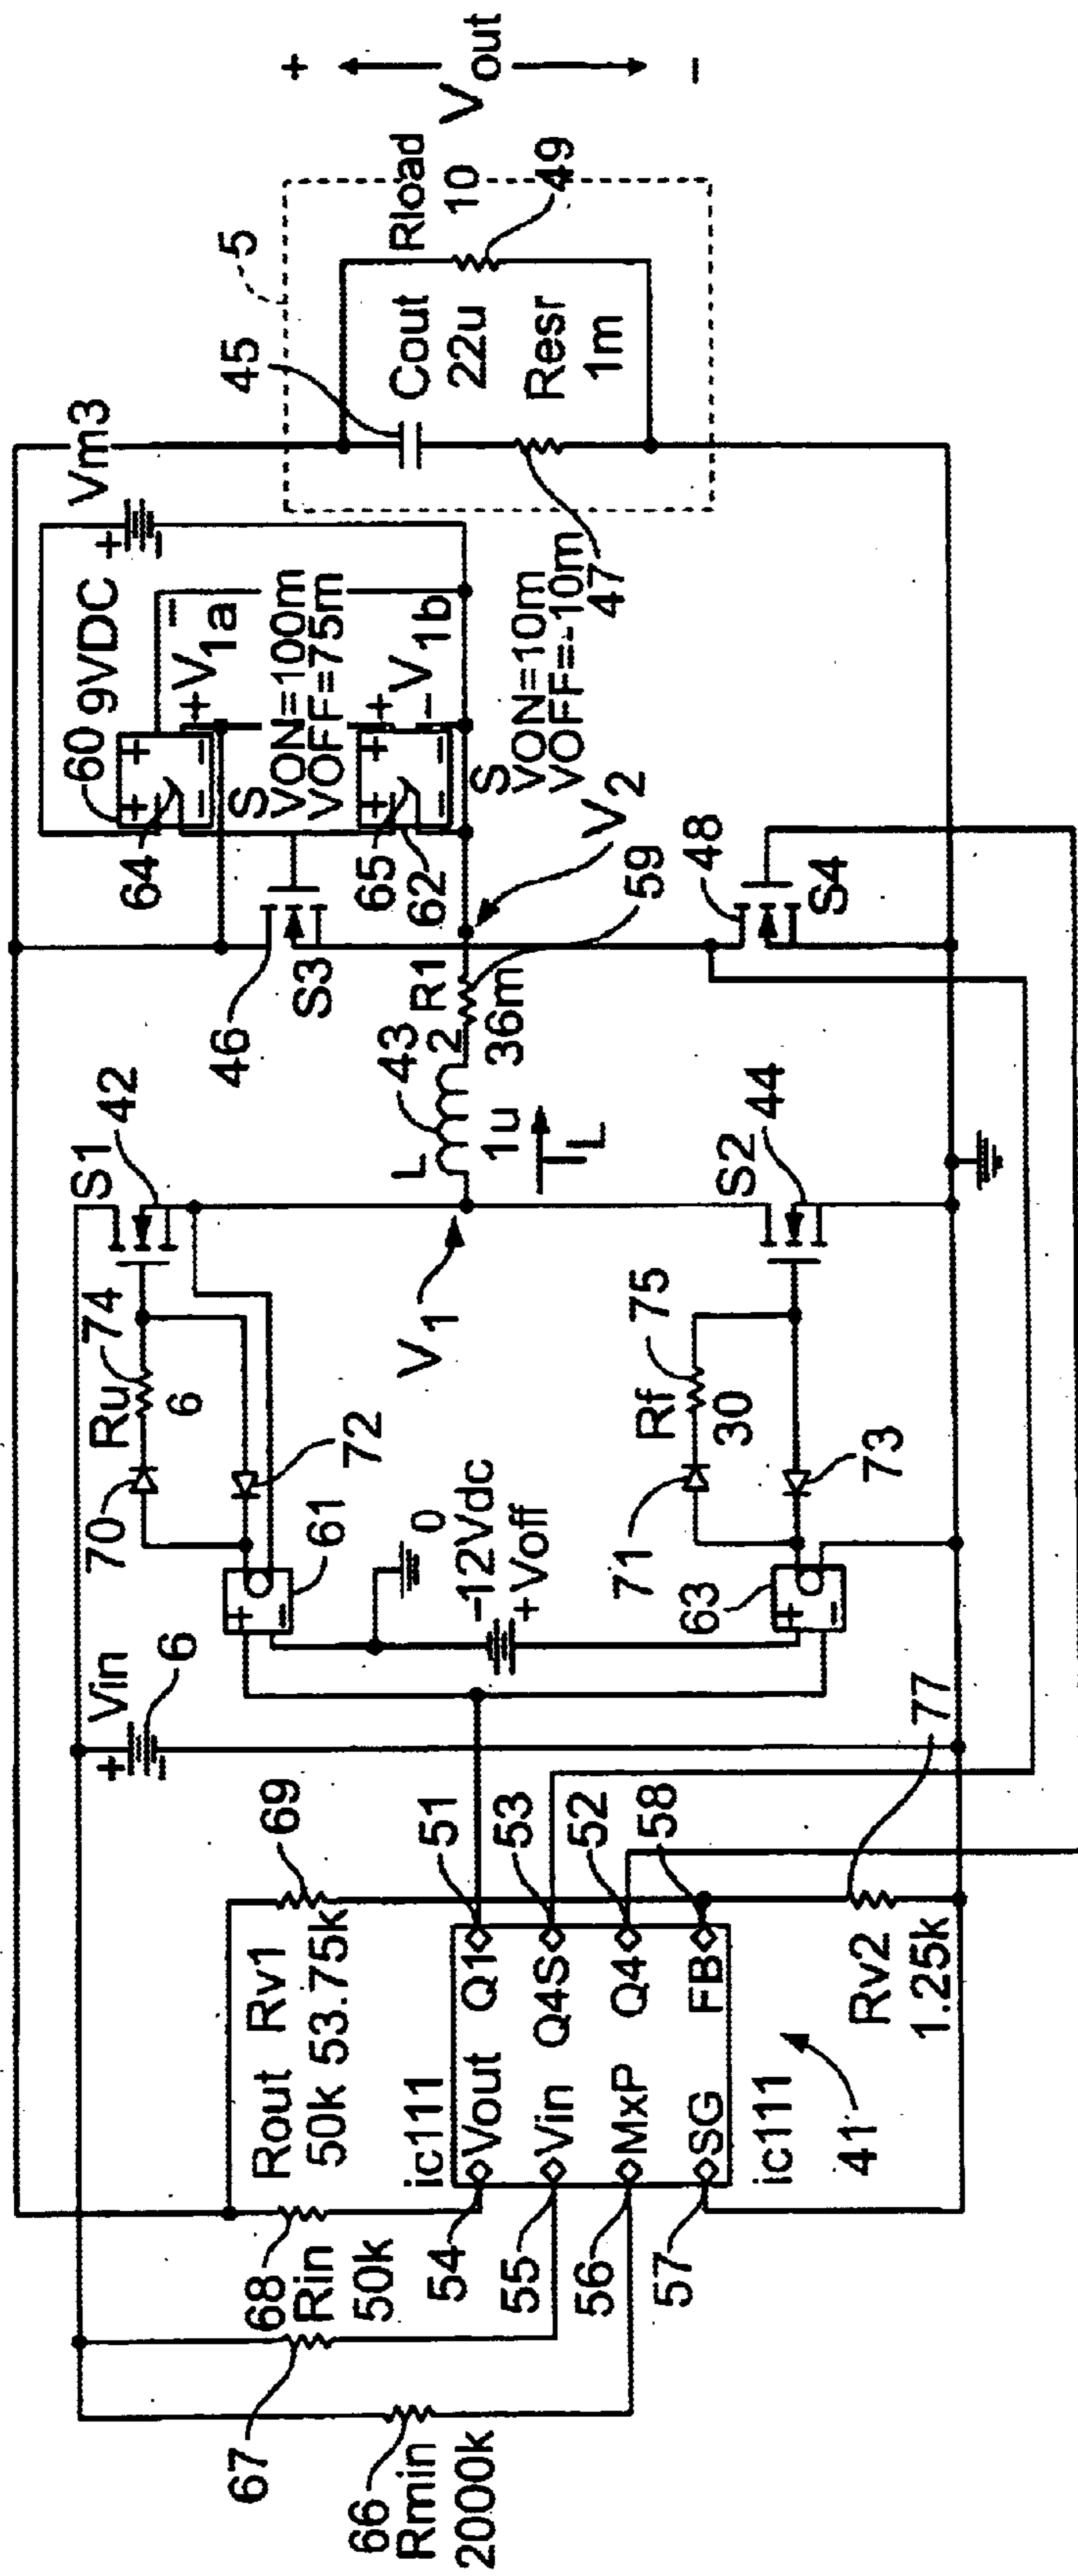 Vin
+
6
Rmin
2000k
66
67
Rin
50k
68
Rout
50k
Rv1
53.75k
69
ic111
Vout Q1
Vin Q4S
MxP Q4
SG FB
ic111
41
54
55
56
57
51
53
52
58
Rv2
1.25k
77
70
Ru
6
74
72
61
+
−
0
−12Vdc
+Voff
71
Rf
30
75
73
63
+
−
S1
42
V1
L
43
1u
2
IL
S2
44
R1
36m
59
V2
46
S3
48
S4
60
9VDC
+ +
−
64
S
VON=100m
VOFF=75m
+V1a
−
65
62
+ +
− −
+
−V1b
S
VON=10m
VOFF=-10m
Vm3
+
−
5
45
Cout
22u
Resr
1m
47
Rload
10
49
+
Vout
−